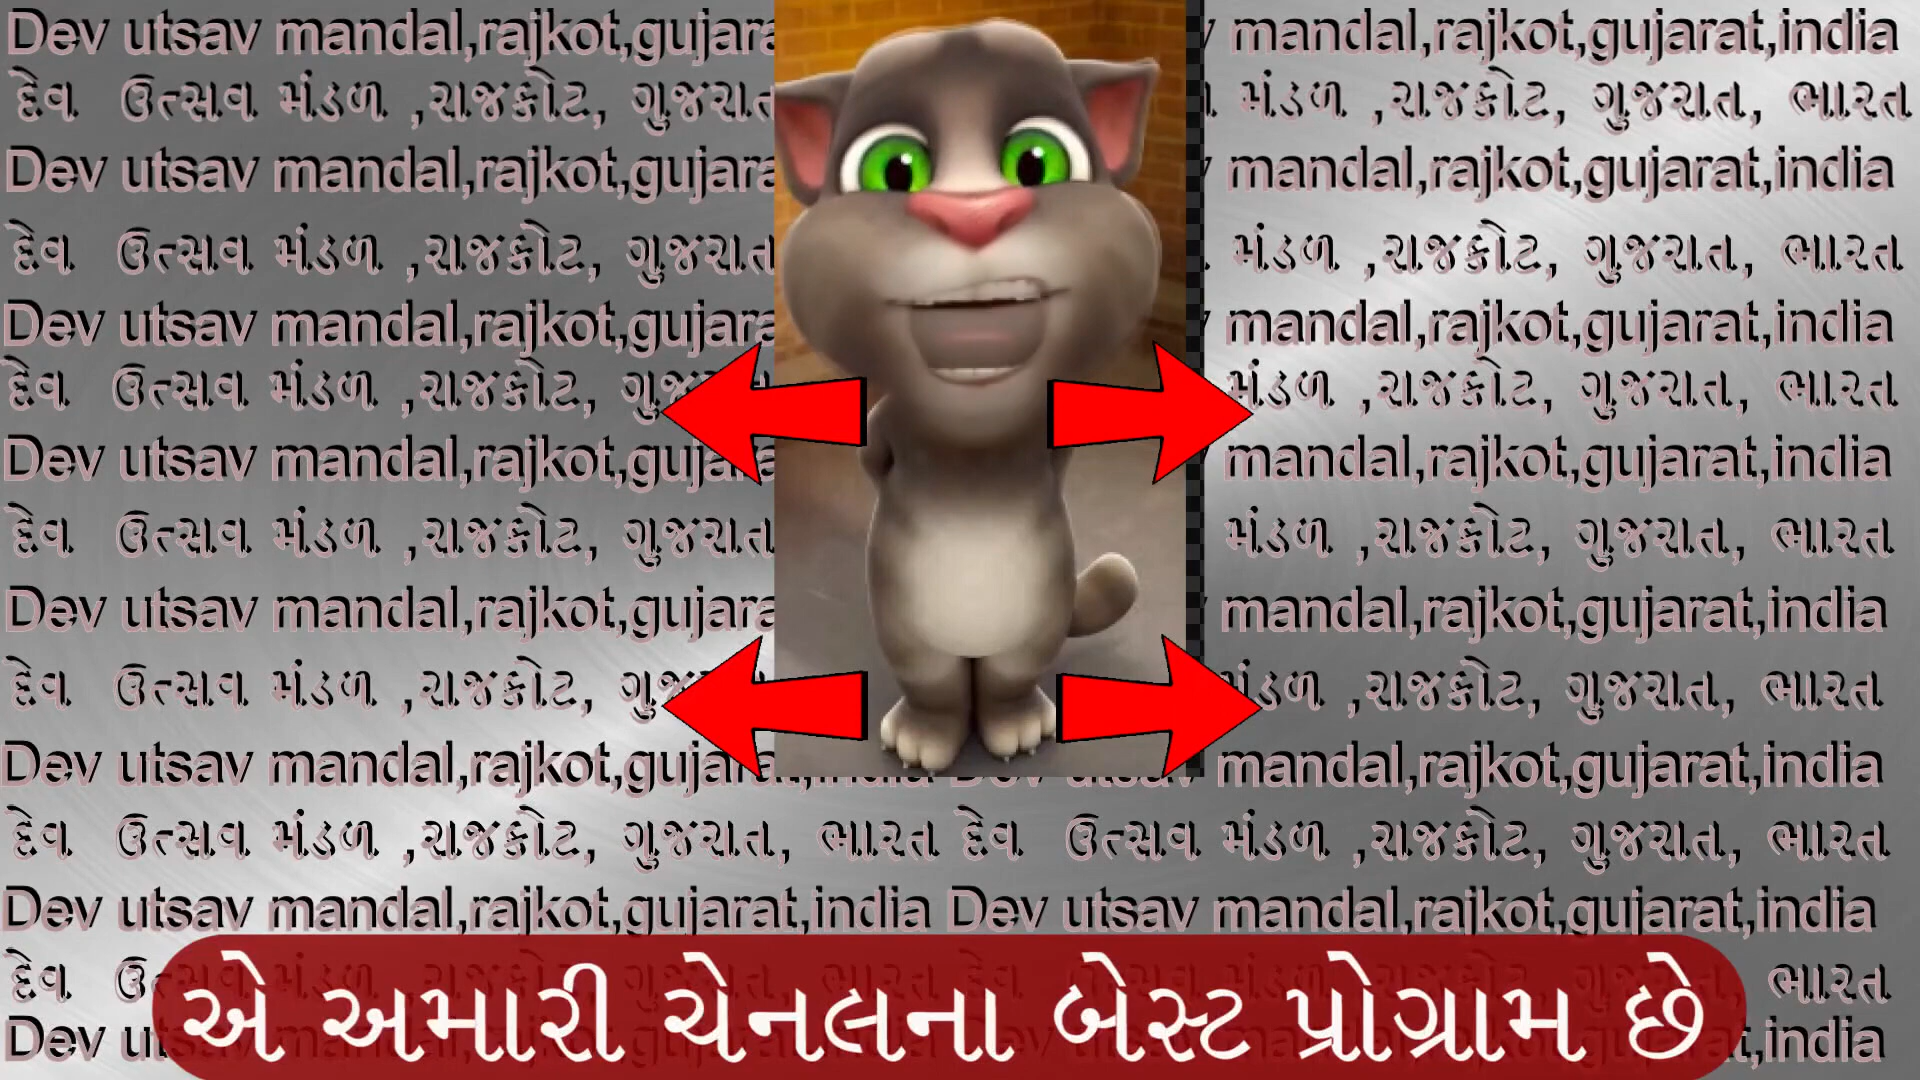 Dev utsav mandal,rajkot,gujara mandal,rajkot,gujarat,india
દેવ ઉત્સવ મંડળ ,રાજકોટ, ગુજરાત મંડળ ,રાજકોટ, ગુજરાત, ભારત
Dev utsav mandal,rajkot,gujara mandal,rajkot,gujarat,india
દેવ ઉત્સવ મંડળ ,રાજકોટ, ગુજરાત મંડળ ,રાજકોટ, ગુજરાત, ભારત
Dev utsav mandal,rajkot,gujara mandal,rajkot,gujarat,india
દેવ ઉત્સવ મંડળ ,રાજકોટ, મંડળ ,રાજકોટ, ગુજરાત, ભારત
Dev utsav mandal,rajkot,gujara mandal,rajkot,gujarat,india
દેવ ઉત્સવ મંડળ ,રાજકોટ, ગુજરાત મંડળ ,રાજકોટ, ગુજરાત, ભારત
Dev utsav mandal,rajkot,gujara mandal,rajkot,gujarat,india
દેવ ઉત્સવ મંડળ ,રાજકોટ, મંડળ ,રાજકોટ, ગુજરાત, ભારત
Dev utsav mandal,rajkot,gujarat,india Dev utsav mandal,rajkot,gujarat,india
દેવ ઉત્સવ મંડળ ,રાજકોટ, ગુજરાત, ભારત દેવ ઉત્સવ મંડળ ,રાજકોટ, ગુજરાત, ભારત
Dev utsav mandal,rajkot,gujarat,india Dev utsav mandal,rajkot,gujarat,india
દેવ ભારત
એ અમારી ચેનલના બેસ્ટ પ્રોગ્રામ છે
Dev t,india